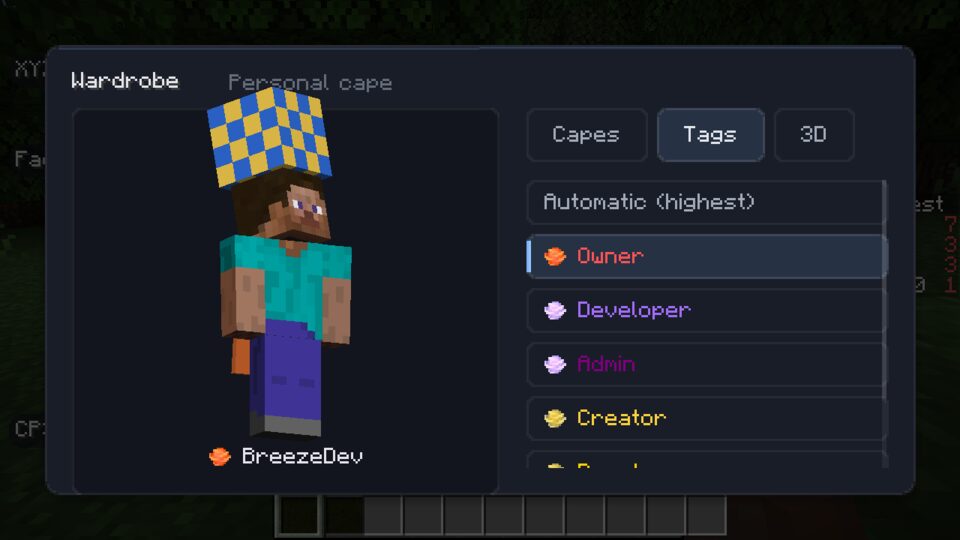 Wardrobe
Personal cape
Capes
Tags
3D
Automatic (highest)
Owner
Developer
Admin
Creator
BreezeDev